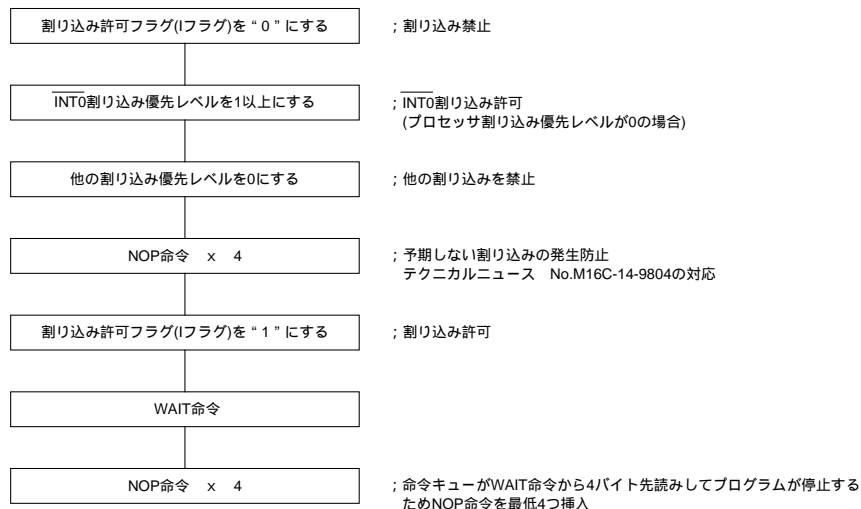 割り込み許可フラグ(Iフラグ)を“0”にする ;割り込み禁止
INT0割り込み優先レベルを1以上にする ;INT0割り込み許可
(プロセッサ割り込み優先レベルが0の場合)
他の割り込み優先レベルを0にする ;他の割り込みを禁止
NOP命令 x 4 ;予期しない割り込みの発生防止
テクニカルニュース No.M16C-14-9804の対応
割り込み許可フラグ(Iフラグ)を“1”にする ;割り込み許可
WAIT命令
NOP命令 x 4 ;命令キューがWAIT命令から4バイト先読みしてプログラムが停止する
ためNOP命令を最低4つ挿入